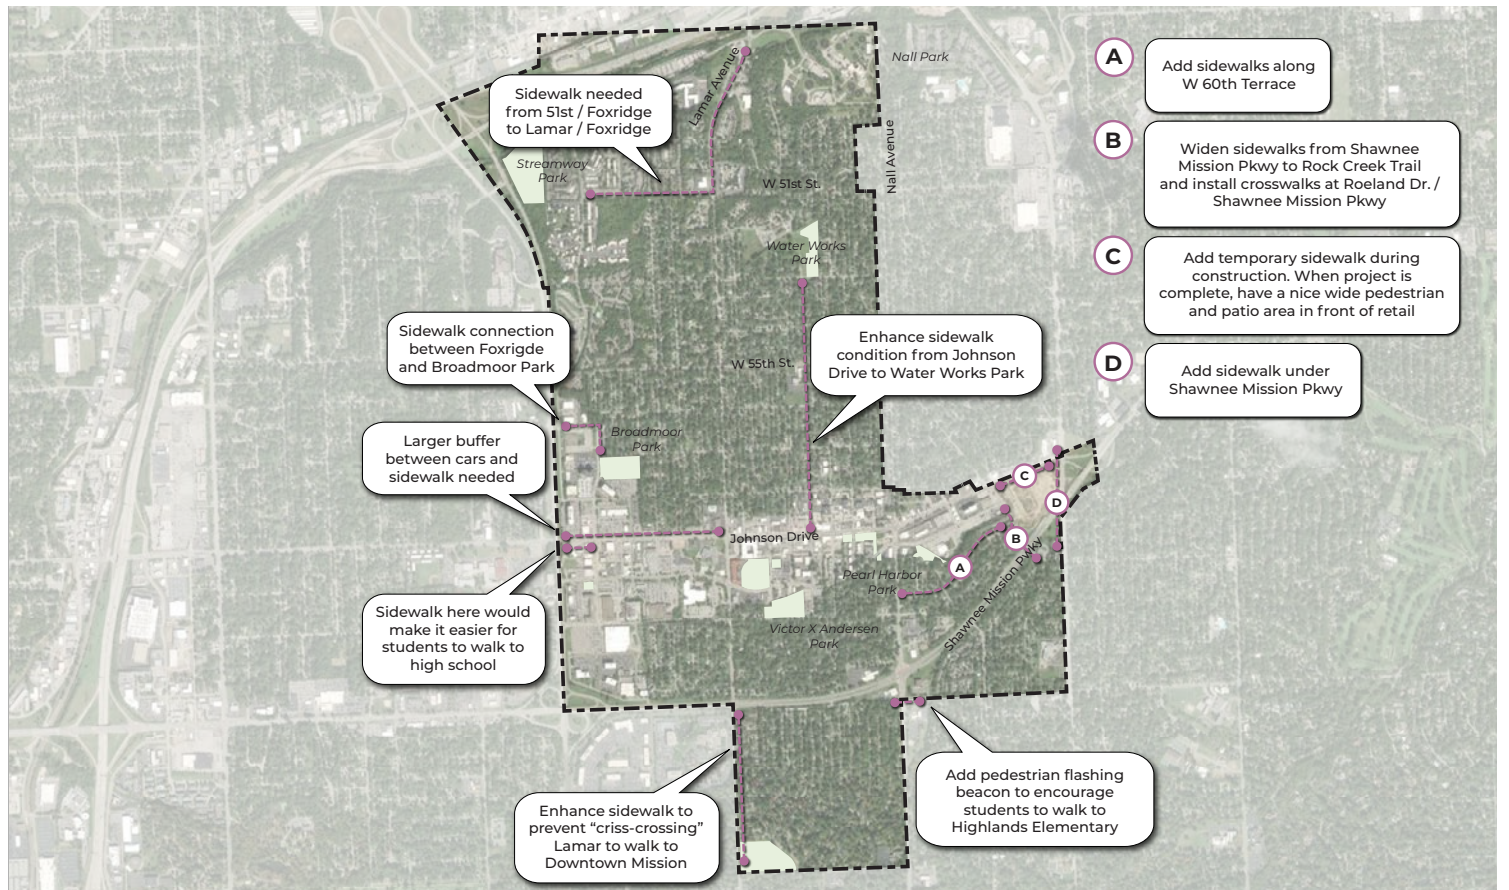 Sidewalk needed
from 51st / Foxridge
to Lamar / Foxridge
Lamar Avenue
Nall Park
Streamway
Park
Nall Avenue
W 51st St.
Water Works
Park
Sidewalk connection
between Foxrigde
and Broadmoor Park
W 55th St.
Enhance sidewalk
condition from Johnson
Drive to Water Works Park
Broadmoor
Park
Larger buffer
between cars and
sidewalk needed
Johnson Drive
Pearl Harbor
Park
Shawnee Mission Pwky
Victor X Andersen
Park
A
B
C
D
Sidewalk here would
make it easier for
students to walk to
high school
Enhance sidewalk to
prevent “criss-crossing”
Lamar to walk to
Downtown Mission
Add pedestrian flashing
beacon to encourage
students to walk to
Highlands Elementary
A
Add sidewalks along
W 60th Terrace
B
Widen sidewalks from Shawnee
Mission Pkwy to Rock Creek Trail
and install crosswalks at Roeland Dr. /
Shawnee Mission Pkwy
C
Add temporary sidewalk during
construction. When project is
complete, have a nice wide pedestrian
and patio area in front of retail
D
Add sidewalk under
Shawnee Mission Pkwy